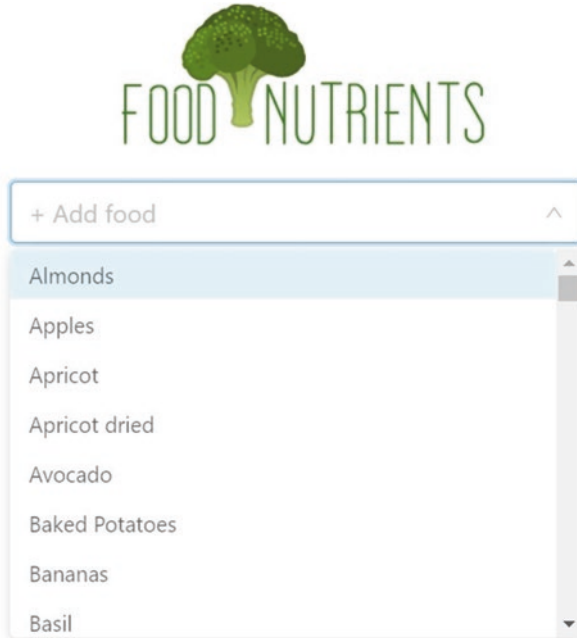 FOOD NUTRIENTS
+ Add food
Almonds
Apples
Apricot
Apricot dried
Avocado
Baked Potatoes
Bananas
Basil